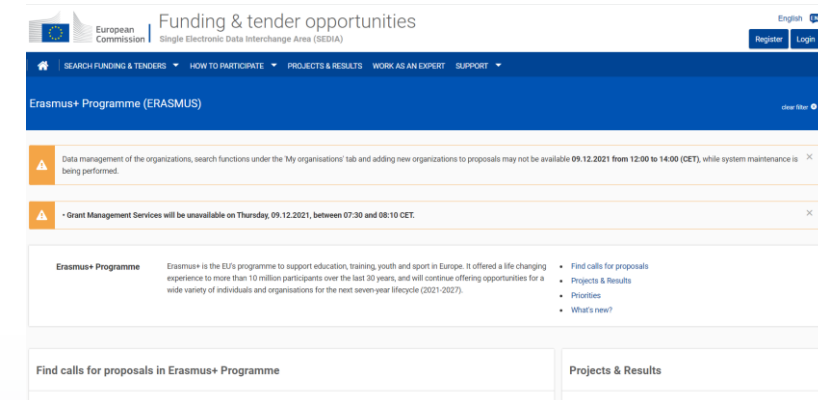 European
Commission
Funding & tender opportunities
Single Electronic Data Interchange Area (SEDIA)
English
Register
Login
SEARCH FUNDING & TENDERS
HOW TO PARTICIPATE
PROJECTS & RESULTS
WORK AS AN EXPERT
SUPPORT
Erasmus+ Programme (ERASMUS)
clear filter
Data management of the organizations, search functions under the 'My organisations' tab and adding new organizations to proposals may not be available 09.12.2021 from 12:00 to 14:00 (CET), while system maintenance is
being performed.
- Grant Management Services will be unavailable on Thursday, 09.12.2021, between 07:30 and 08:10 CET.
Erasmus+ Programme
Erasmus+ is the EU's programme to support education, training, youth and sport in Europe. It offered a life changing
experience to more than 10 million participants over the last 30 years, and will continue offering opportunities for a
wide variety of individuals and organisations for the next seven-year lifecycle (2021-2027).
Find calls for proposals
Projects & Results
Priorities
What's new?
Find calls for proposals in Erasmus+ Programme
Projects & Results